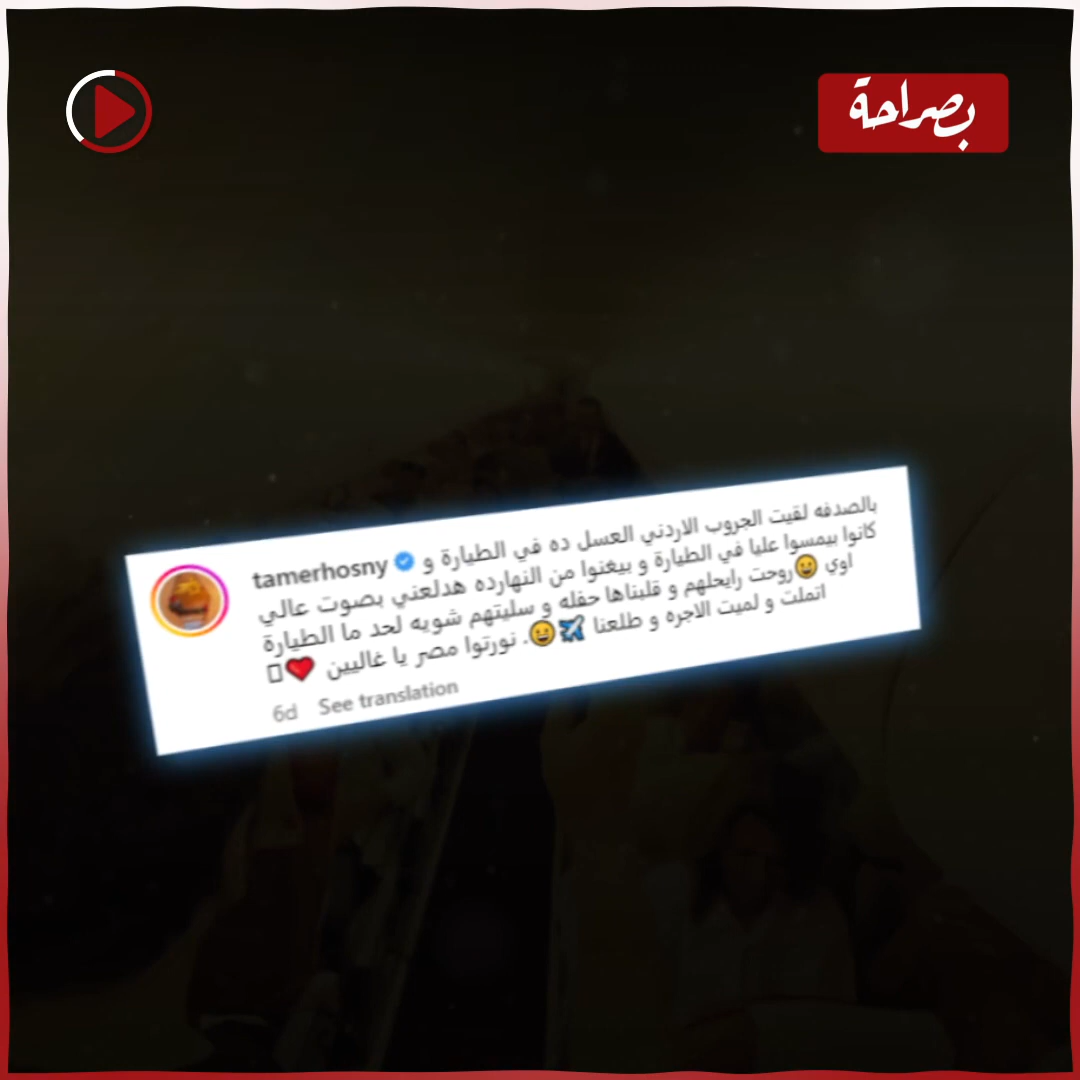 بصراحة
tamerhosny بالصدفه لقيت الجروب الاردني العسل ده في الطيارة و
كانوا بيمسوا عليا في الطيارة و بيغنوا من النهارده هدلعني بصوت عالي
اوي 😀روحت رايحلهم و قلبناها حفله و سليتهم شويه لحد ما الطيارة
اتملت و لميت الاجره و طلعنا ✈️😀. نورتوا مصر يا غاليين ❤️
6d See translation